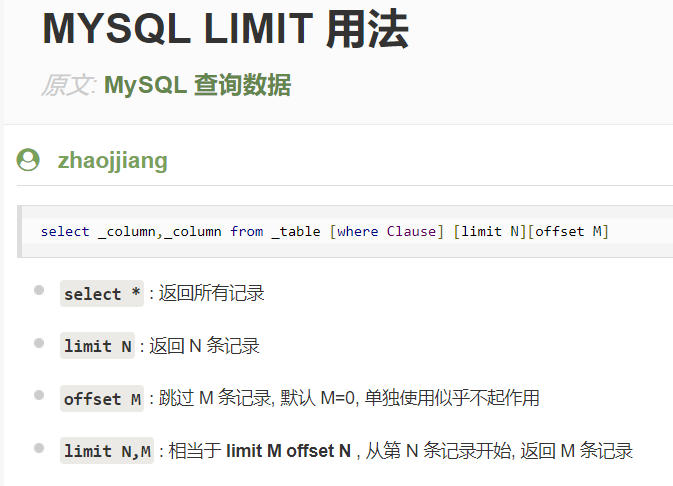 MYSQL LIMIT 用法
原文: MySQL 查询数据
zhaojjiang
select _column,_column from _table [where Clause] [limit N][offset M]
select * : 返回所有记录
limit N : 返回 N 条记录
offset M : 跳过 M 条记录, 默认 M=0, 单独使用似乎不起作用
limit N,M : 相当于 limit M offset N , 从第 N 条记录开始, 返回 M 条记录